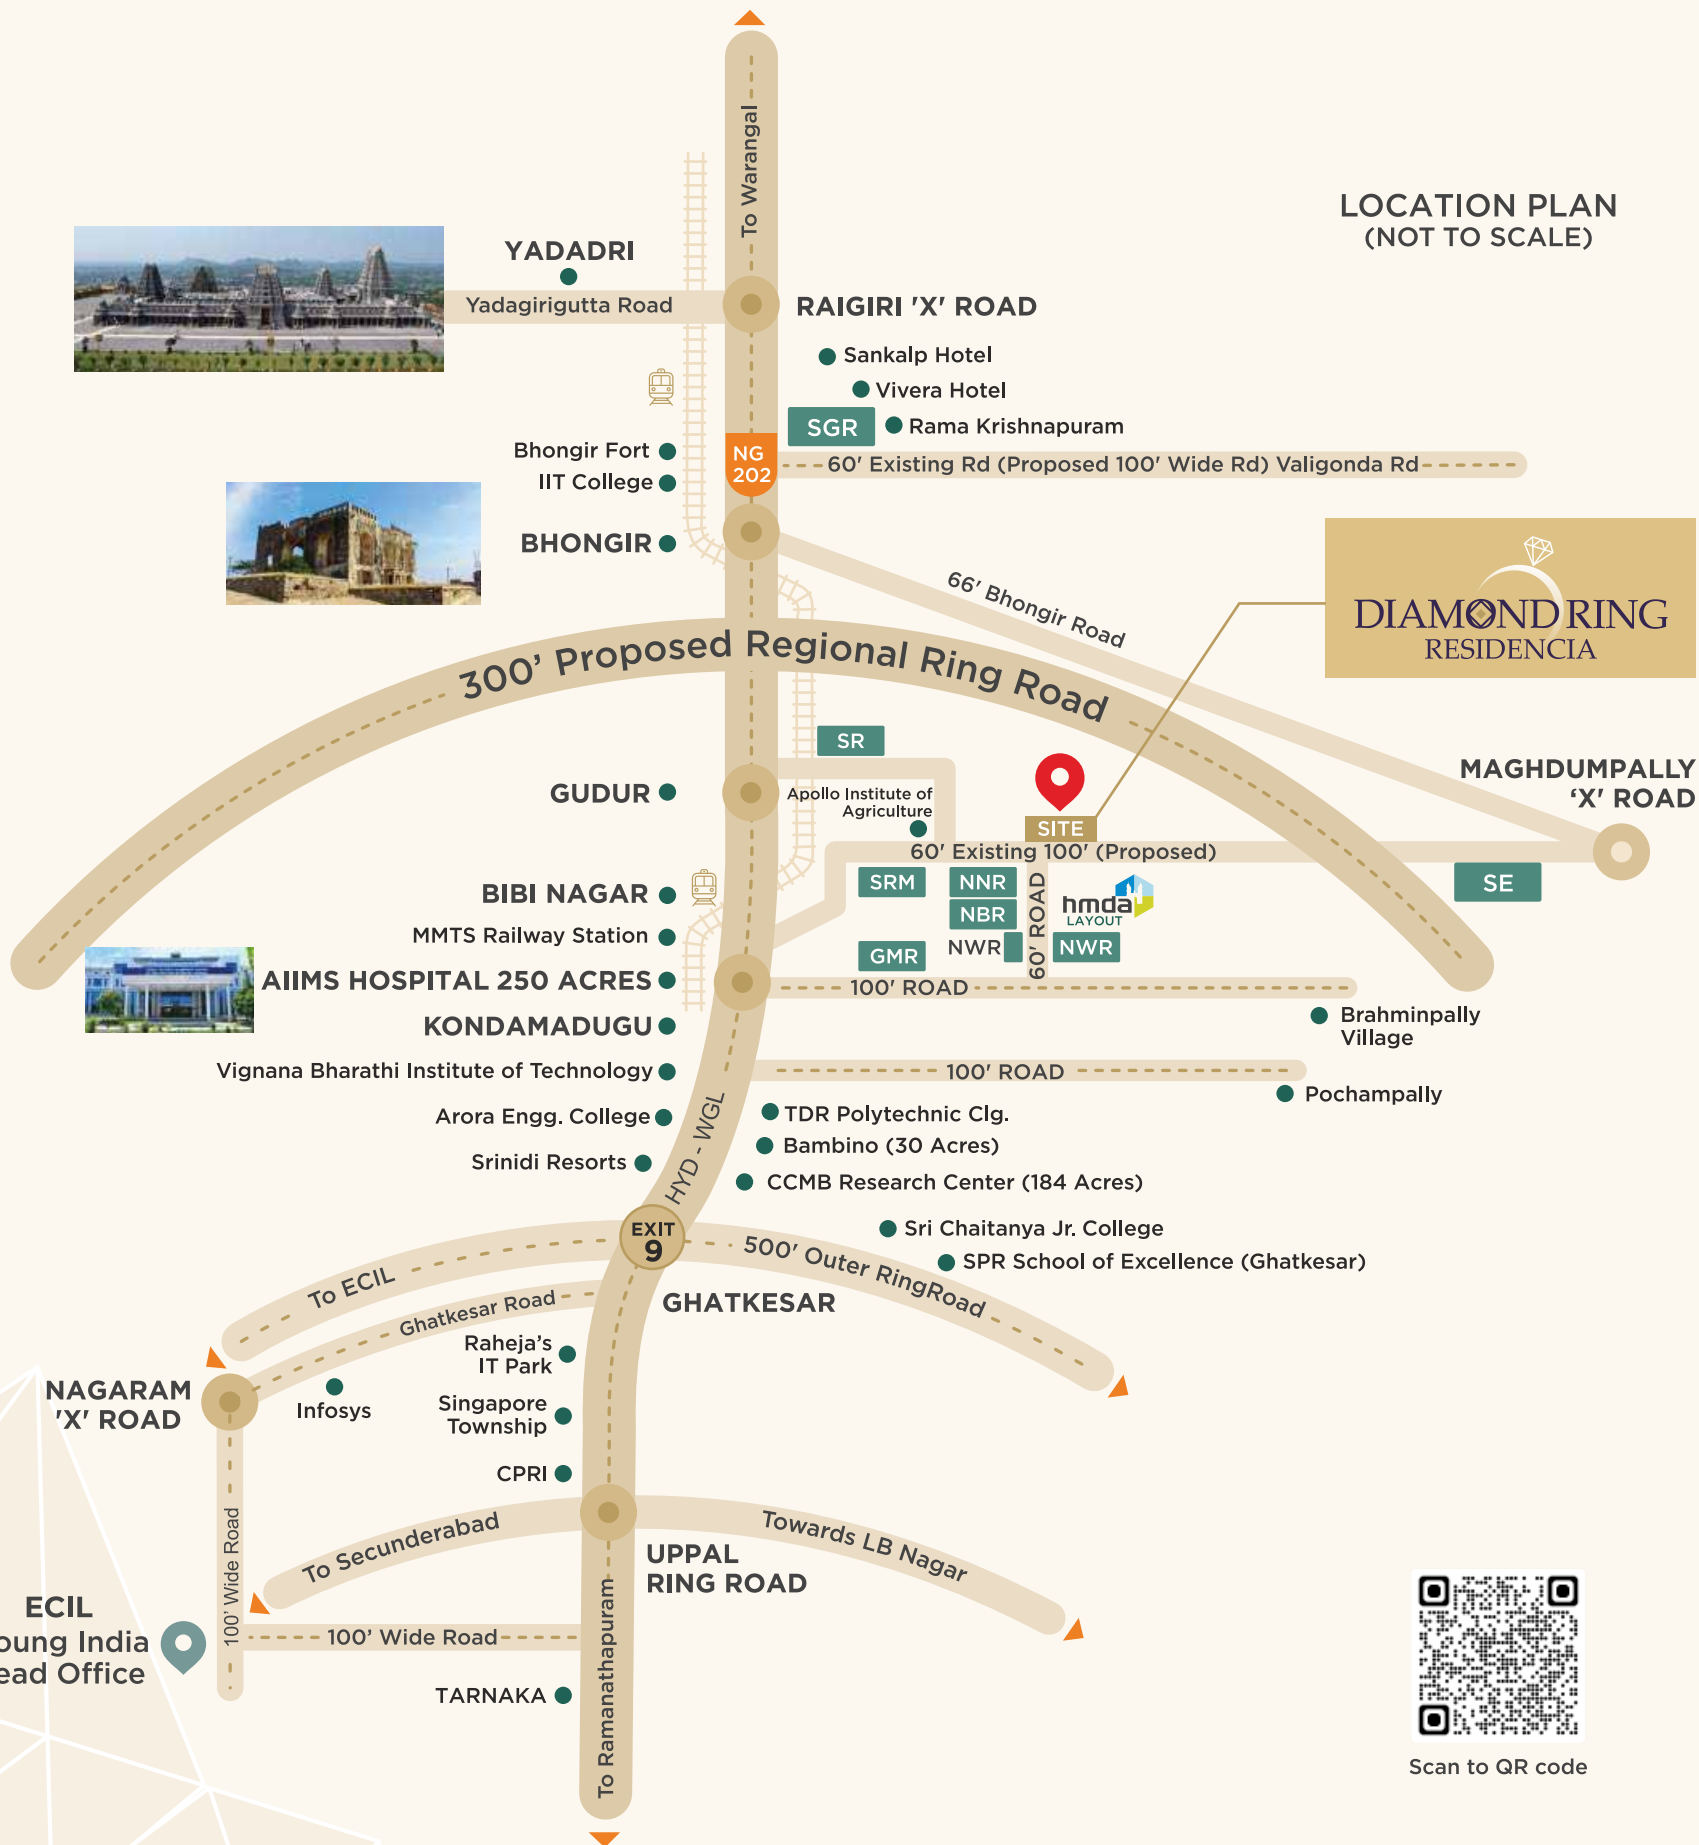 To Warangal
LOCATION PLAN
(NOT TO SCALE)
YADADRI
Yadagirigutta Road
RAIGIRI 'X' ROAD
Sankalp Hotel
Vivera Hotel
SGR
Rama Krishnapuram
Bhongir Fort
NG
202
60' Existing Rd (Proposed 100' Wide Rd) Valigonda Rd
IIT College
BHONGIR
66' Bhongir Road
DIAMOND RING
RESIDENCIA
300’ Proposed Regional Ring Road
SR
MAGHDUMPALLY
‘X' ROAD
GUDUR
Apollo Institute of
Agriculture
SITE
60' Existing 100' (Proposed)
BIBI NAGAR
SRM
NNR
60' ROAD
hmda
LAYOUT
SE
NBR
MMTS Railway Station
NWR
NWR
GMR
AIIMS HOSPITAL 250 ACRES
100' ROAD
Brahminpally
Village
KONDAMADUGU
Vignana Bharathi Institute of Technology
100' ROAD
Pochampally
HYD - WGL
Arora Engg. College
TDR Polytechnic Clg.
Bambino (30 Acres)
Srinidi Resorts
CCMB Research Center (184 Acres)
EXIT
9
Sri Chaitanya Jr. College
500' Outer RingRoad
SPR School of Excellence (Ghatkesar)
To ECIL
GHATKESAR
Ghatkesar Road
Raheja’s
IT Park
NAGARAM
'X' ROAD
Infosys
Singapore
Township
CPRI
To Secunderabad
Towards LB Nagar
UPPAL
RING ROAD
100' Wide Road
ECIL
oung India
ead Office
100’ Wide Road
To Ramanathapuram
TARNAKA
Scan to QR code